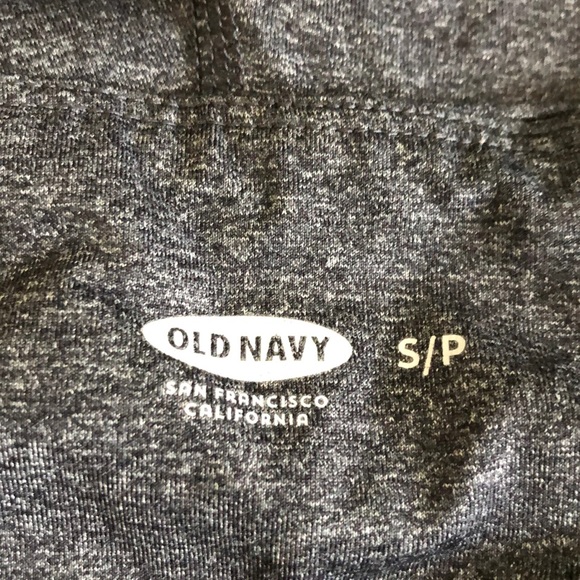 OLD NAVY
S/P
SAN FRANCISCO
CALIFORNIA